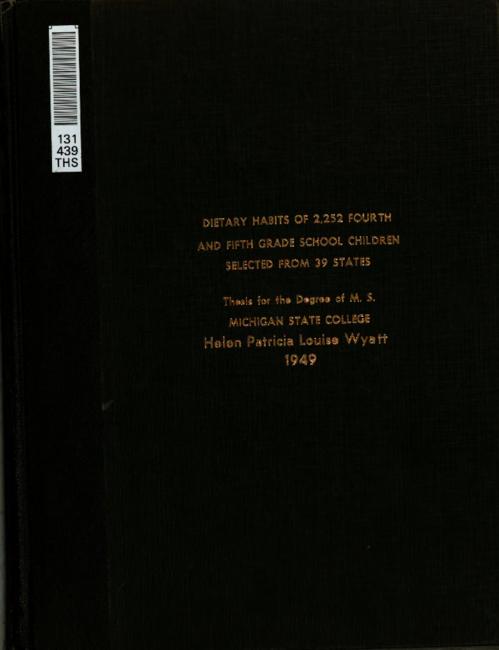 131
439
THS
DIETARY HABITS OF 2,252 FOURTH
AND FIFTH GRADE SCHOOL CHILDREN
SELECTED FROM 39 STATES
Thesis for the Degree of M. S.
MICHIGAN STATE COLLEGE
Helen Patricia Louise Wyatt
1949